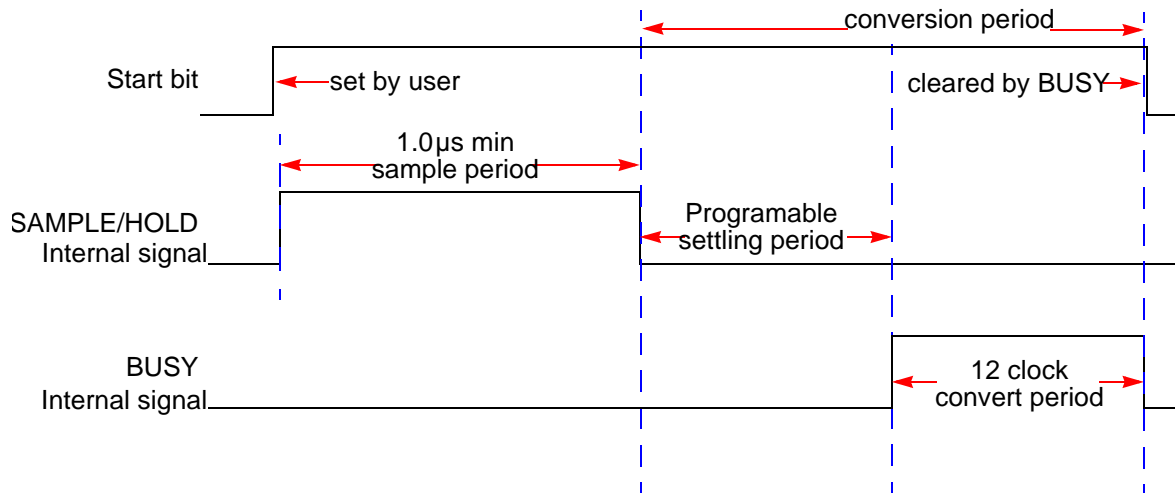 conversion period
Start bit
set by user
cleared by BUSY
1.0µs min
sample period
SAMPLE/HOLD
Internal signal
Programable
settling period
BUSY
Internal signal
12 clock
convert period